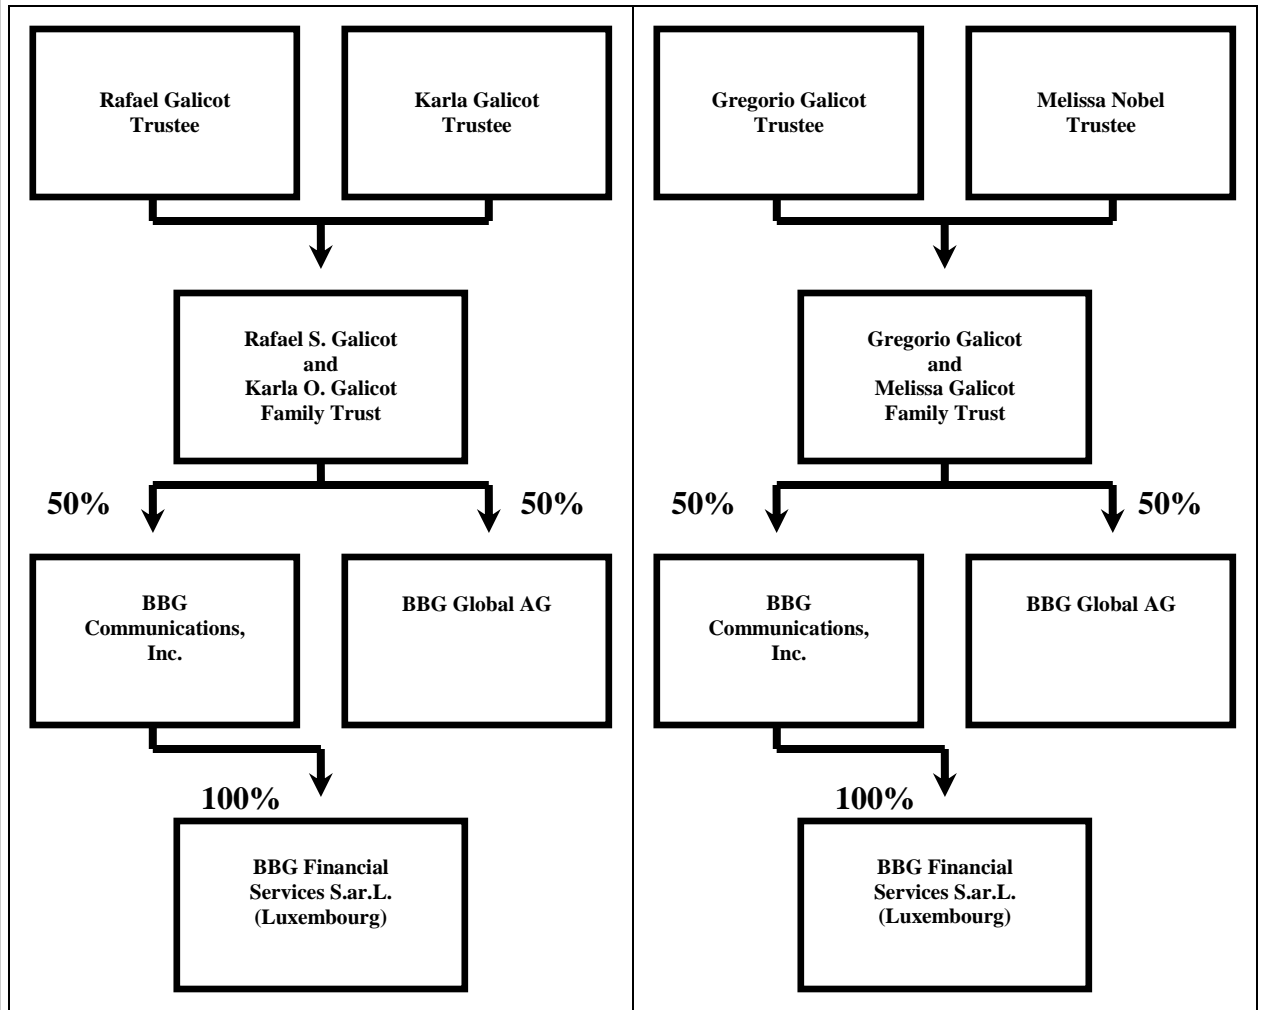 Rafael Galicot
Trustee
Karla Galicot
Trustee
Rafael S. Galicot
and
Karla O. Galicot
Family Trust
50%
50%
BBG
Communications,
Inc.
BBG Global AG
100%
BBG Financial
Services S.ar.L.
(Luxembourg)
Gregorio Galicot
Trustee
Melissa Nobel
Trustee
Gregorio Galicot
and
Melissa Galicot
Family Trust
50%
50%
BBG
Communications,
Inc.
BBG Global AG
100%
BBG Financial
Services S.ar.L.
(Luxembourg)